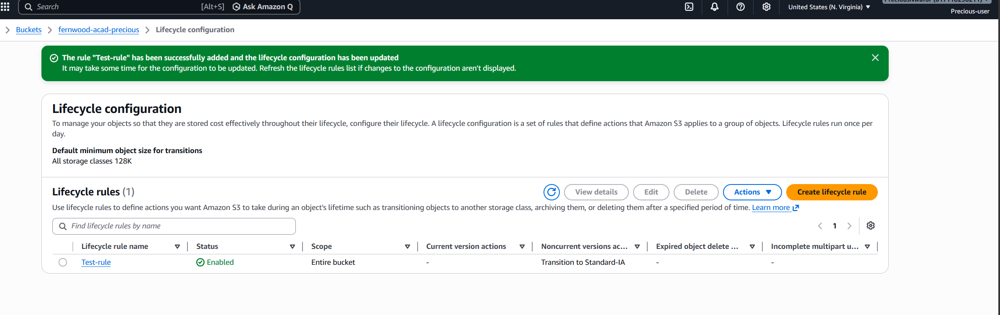 Search [Alt+S] Ask Amazon Q United States (N. Virginia)
Precious-user
Buckets fernwood-acad-precious Lifecycle configuration
The rule "Test-rule" has been successfully added and the lifecycle configuration has been updated
It may take some time for the configuration to be updated. Refresh the lifecycle rules list if changes to the configuration aren't displayed.
Lifecycle configuration
To manage your objects so that they are stored cost effectively throughout their lifecycle, configure their lifecycle. A lifecycle configuration is a set of rules that define actions that Amazon S3 applies to a group of objects. Lifecycle rules run once per
day.
Default minimum object size for transitions
All storage classes 128K
Lifecycle rules (1) View details Edit Delete Actions Create lifecycle rule
Use lifecycle rules to define actions you want Amazon S3 to take during an object's lifetime such as transitioning objects to another storage class, archiving them, or deleting them after a specified period of time. Learn more
Find lifecycle rules by name 1
Lifecycle rule name Status Scope Current version actions Noncurrent versions ac... Expired object delete ... Incomplete multipart u...
Test-rule Enabled Entire bucket - Transition to Standard-IA - -